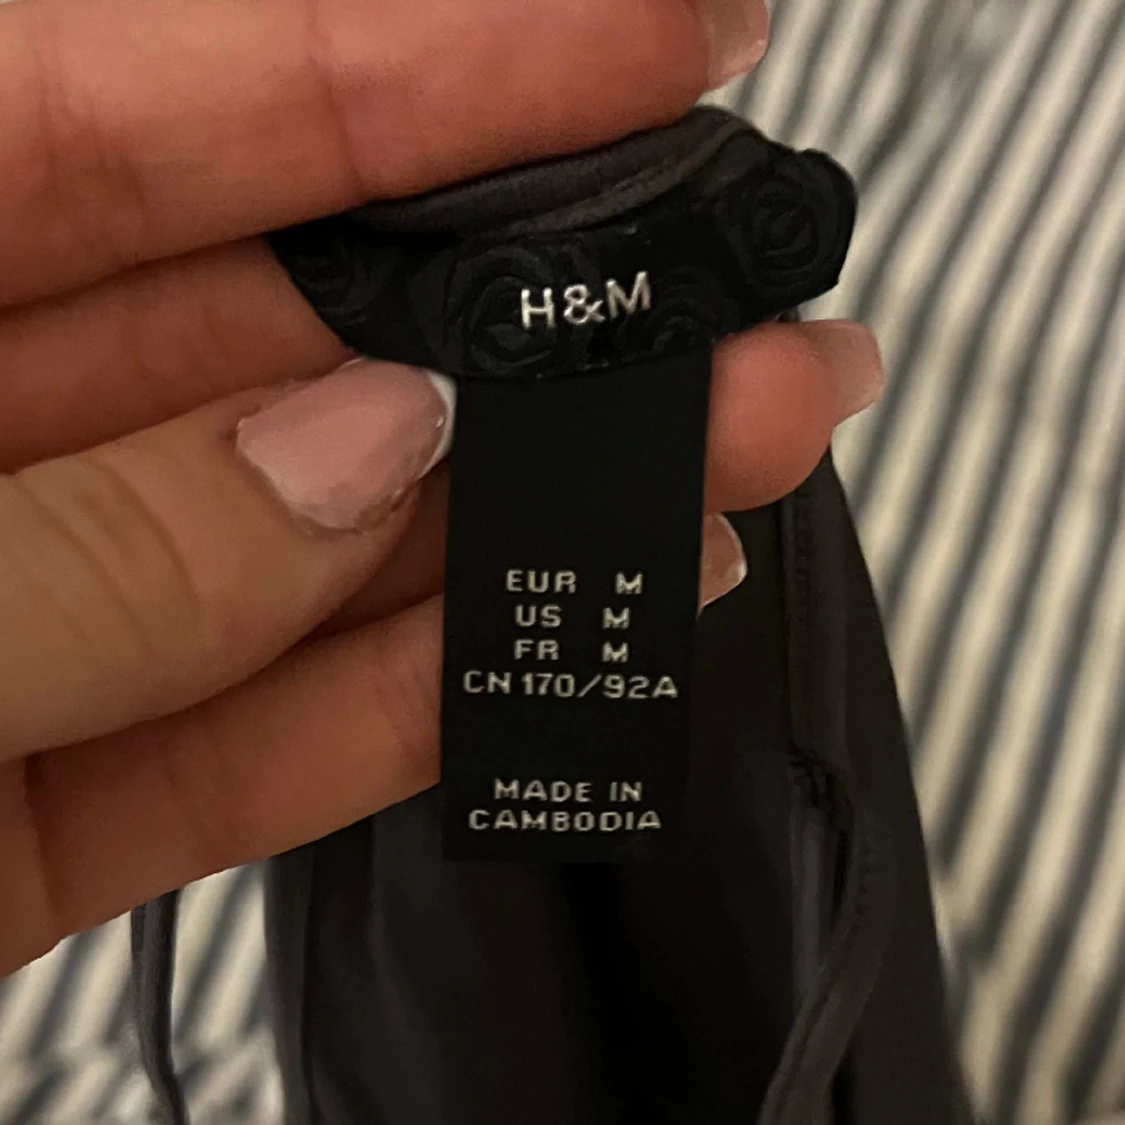 H&M
EUR M
US M
FR M
CN 170/92A
MADE IN
CAMBODIA